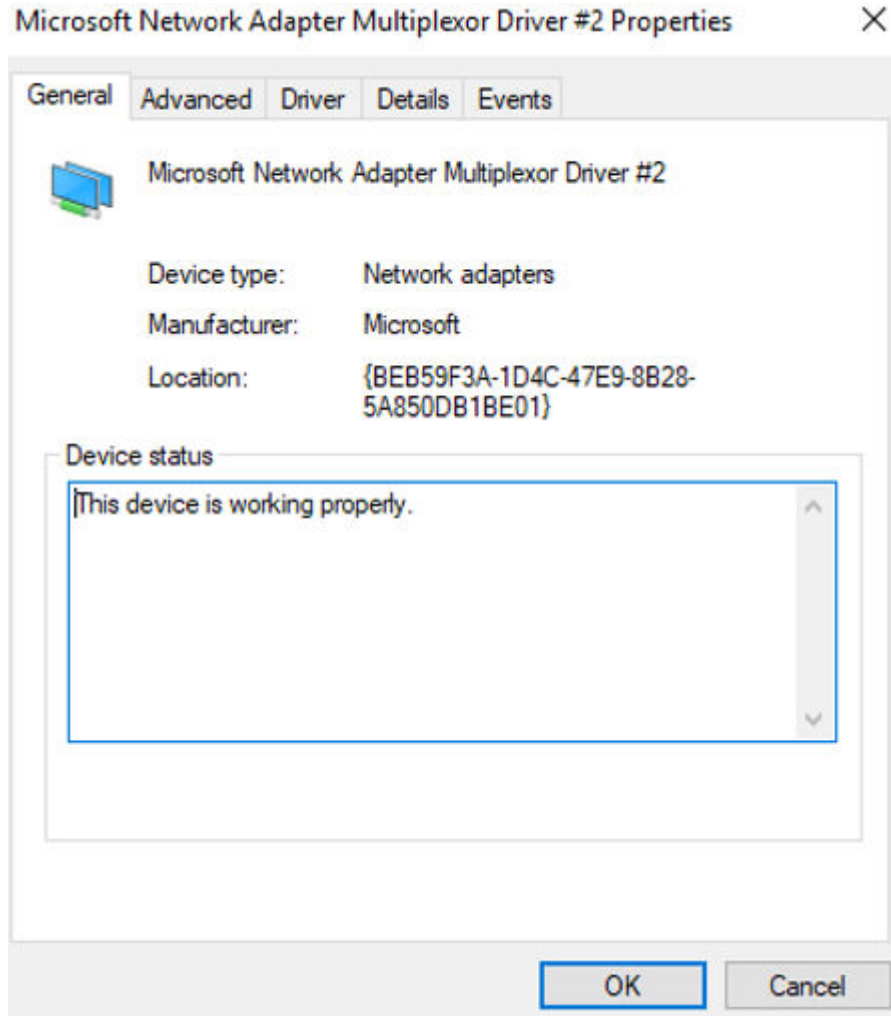 Microsoft Network Adapter Multiplexor Driver #2 Properties
General Advanced Driver Details Events
Microsoft Network Adapter Multiplexor Driver #2
Device type: Network adapters
Manufacturer: Microsoft
Location: {BEB59F3A-1D4C-47E9-8B28-
5A850DB1BE01}
Device status
This device is working properly.
OK Cancel